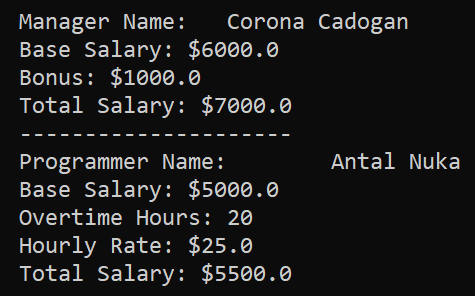 Manager Name:   Corona Cadogan
Base Salary: $6000.0
Bonus: $1000.0
Total Salary: $7000.0
---------------------
Programmer Name:        Antal Nuka
Base Salary: $5000.0
Overtime Hours: 20
Hourly Rate: $25.0
Total Salary: $5500.0